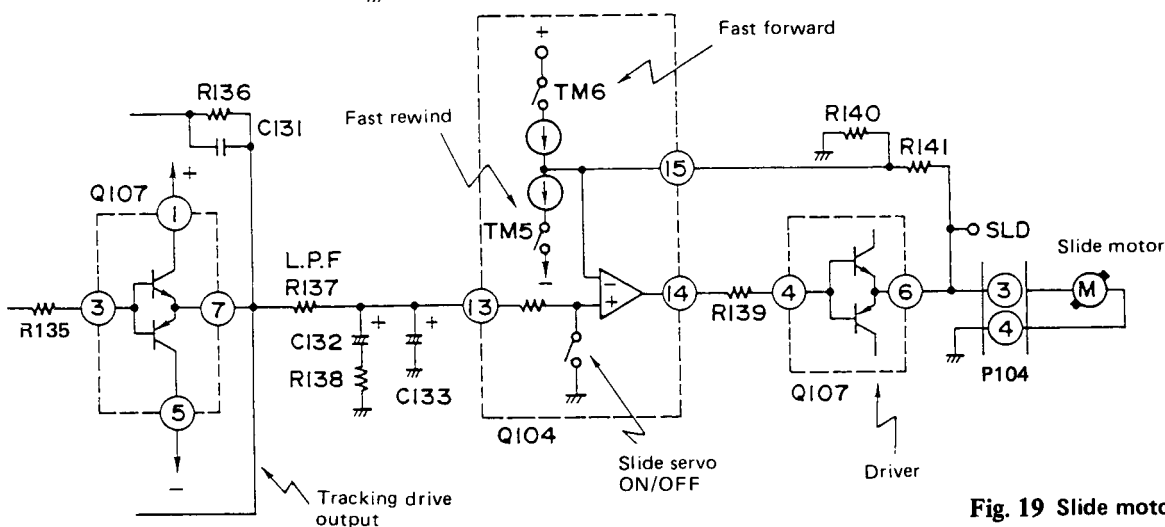 +
Fast forward
R136
TM6
C131
Fast rewind
R140
R141
+
15
Q107
1
TM5
SLD
L.P.F
−
Slide motor
R137
−
3
7
13
+
14
4
6
3
M
R135
+
+
R139
C132
4
R138
C133
P104
5
Q104
Q107
−
Slide servo
ON/OFF
Driver
Tracking drive
output
Fig. 19 Slide moto